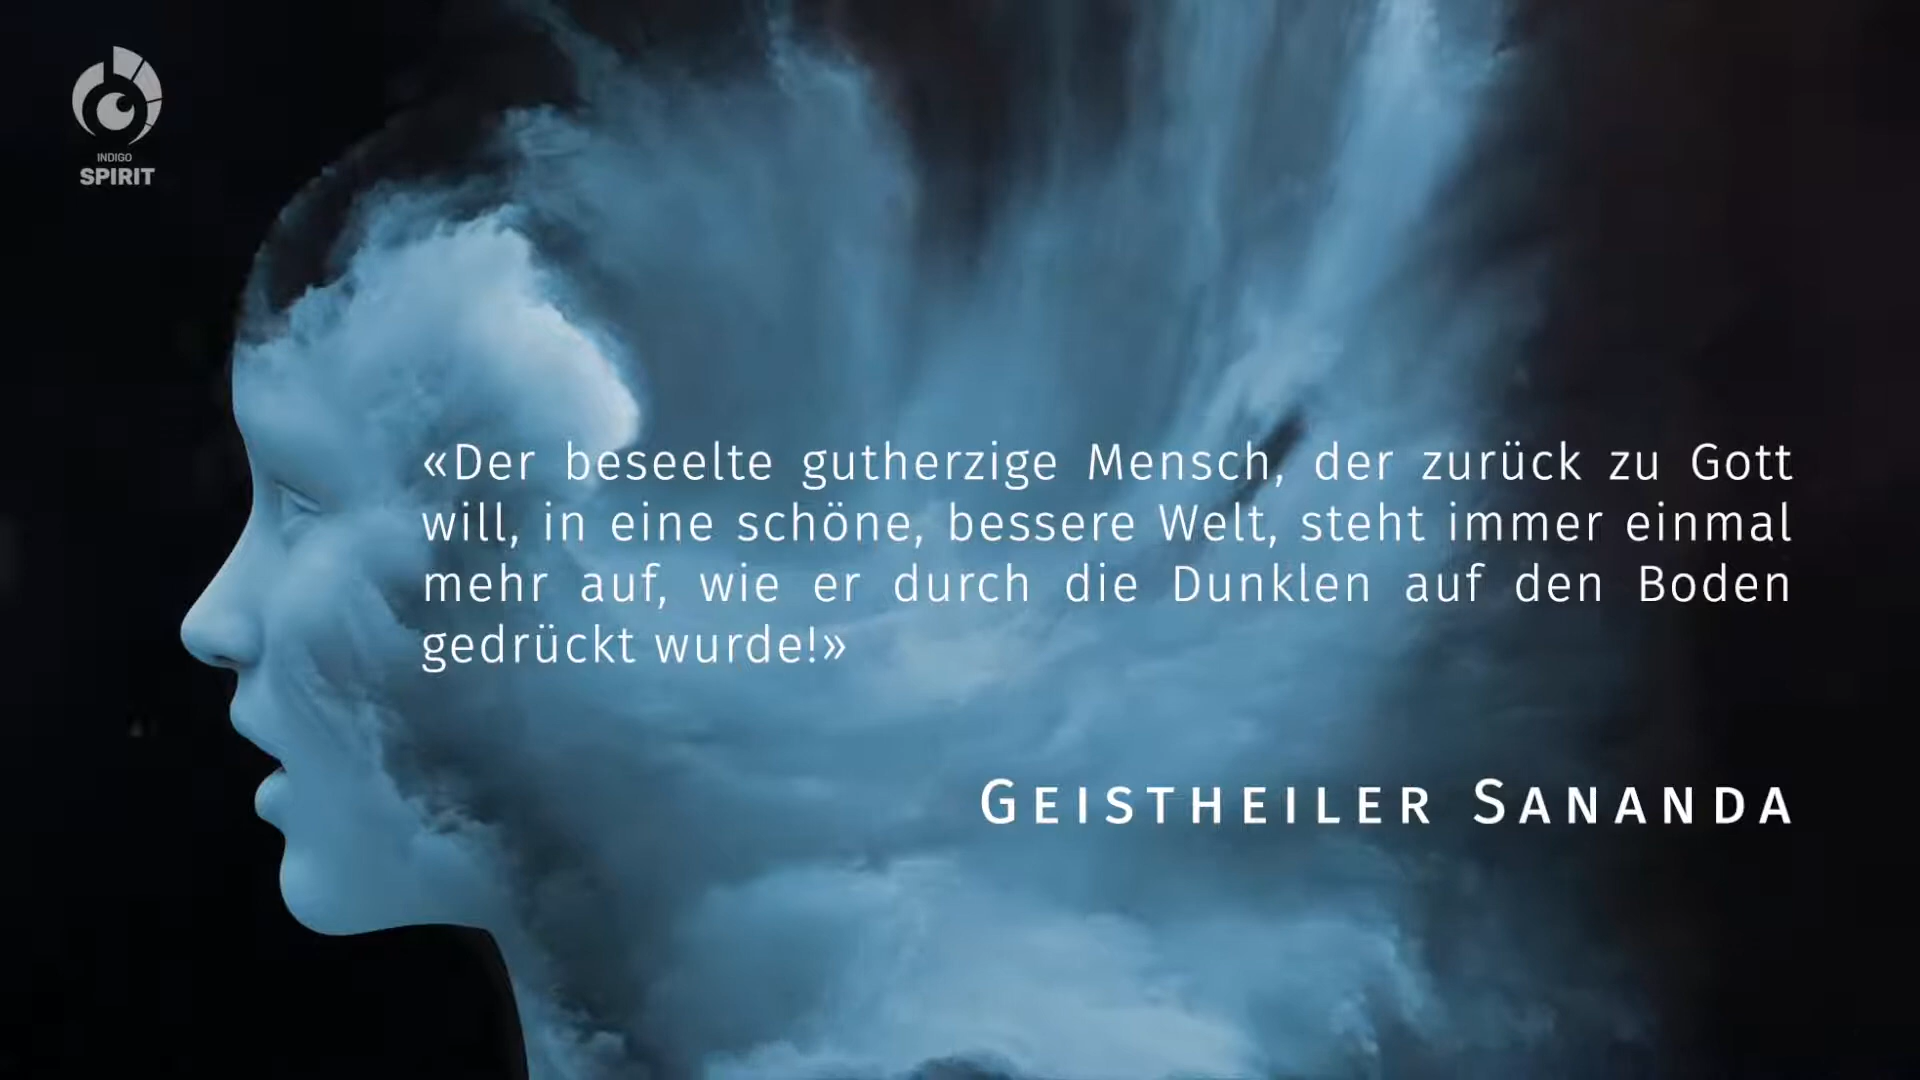 INDIGO
SPIRIT
«Der beseelte gutherzige Mensch, der zurück zu Gott
will, in eine schöne, bessere Welt, steht immer einmal
mehr auf, wie er durch die Dunklen auf den Boden
gedrückt wurde!»
GEISTHEILER SANANDA